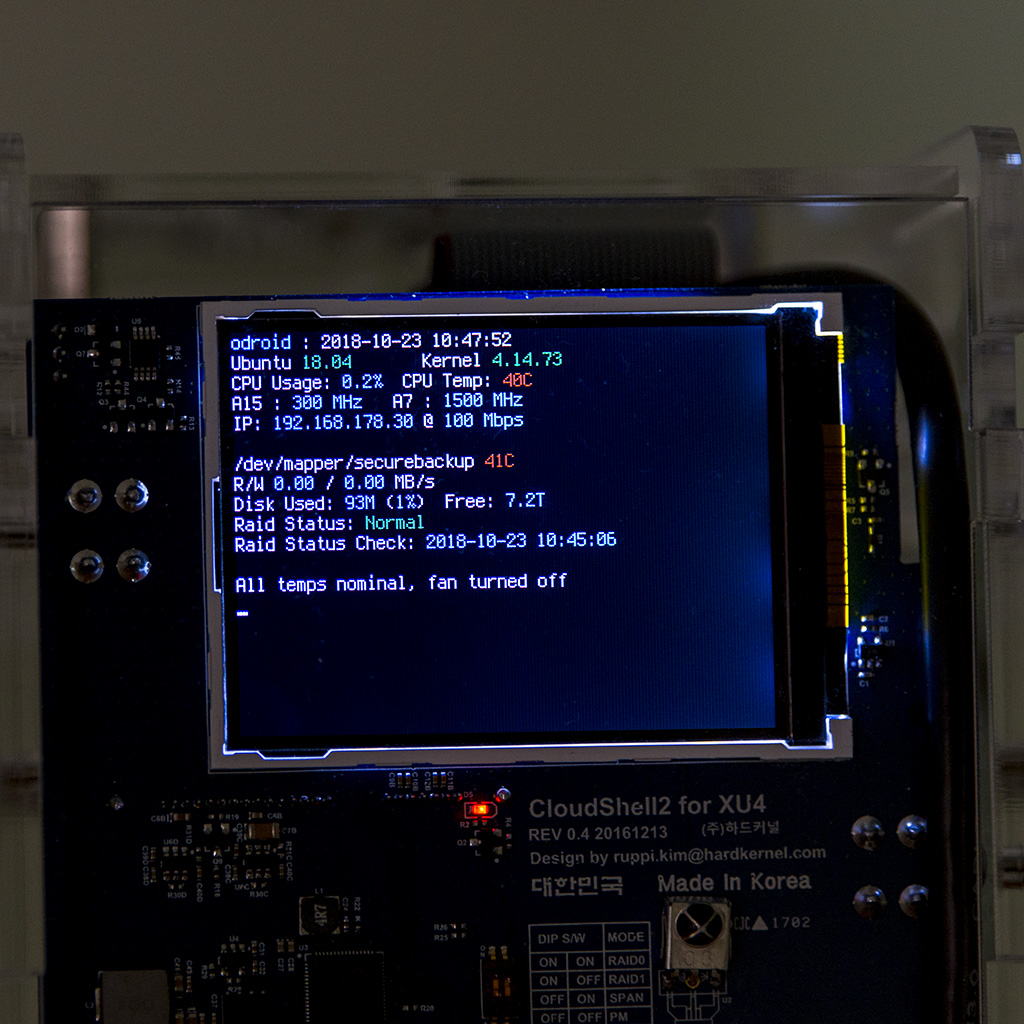 odroid : 2018-10-23 10:47:52
Ubuntu 18.04 Kernel 4.14.73
CPU Usage: 0.2% CPU Temp: 40C
A15 : 300 MHz A7 : 1500 MHz
IP: 192.168.178.30 @ 100 Mbps
/dev/mapper/securebackup 41C
R/W 0.00 / 0.00 MB/s
Disk Used: 93M (1%) Free: 7.2T
Raid Status: Normal
Raid Status Check: 2018-10-23 10:45:06
All temps nominal, fan turned off
CloudShell2 for XU4
REV 0.4 20161213 (주)하드커널
Design by ruppi.kim@hardkernel.com
대한민국 Made In Korea
1702
DIP S/W MODE
ON ON RAID0
ON OFF RAID1
OFF ON SPAN
OFF OFF PM
4R7
L1